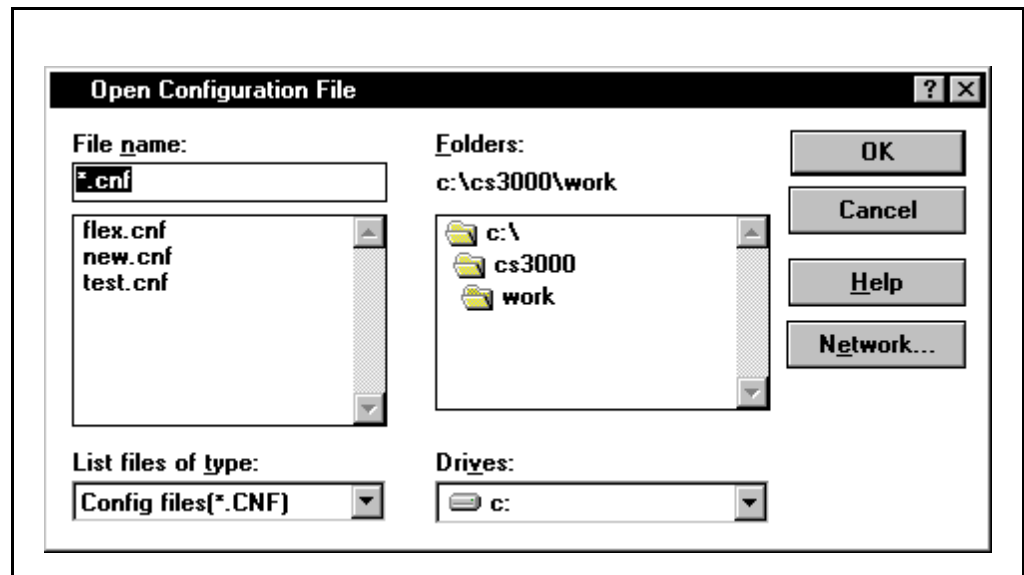 Open Configuration File
? X
File name:
*.cnf
flex.cnf
new.cnf
test.cnf
List files of type:
Config files(*.CNF)
Folders:
c:\cs3000\work
c:\
cs3000
work
Drives:
c:
OK
Cancel
Help
Network...